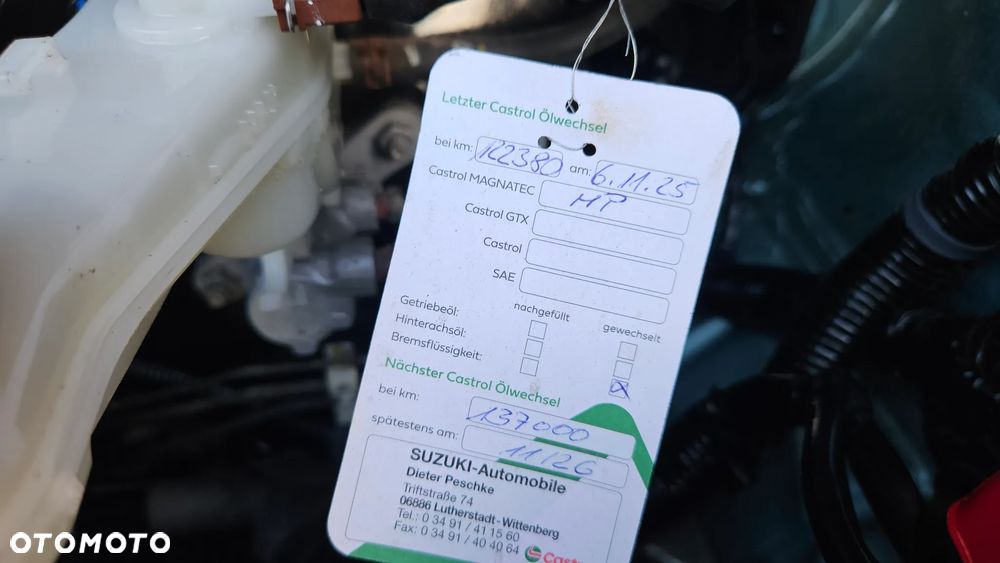 Letzter Castrol Ölwechsel
bei km: 122380 am: 6.11.25
Castrol MAGNATEC MP
Castrol GTX
Castrol
SAE
nachgefüllt gewechselt
Getriebeöl:
Hinterachsöl:
Bremsflüssigkeit:
Nächster Castrol Ölwechsel
bei km: 137000
spätestens am: 11/26
SUZUKI-Automobile
Dieter Peschke
Triftstraße 74
06886 Lutherstadt-Wittenberg
Tel.: 0 34 91 / 41 15 60
Fax: 0 34 91 / 40 40 64
Castr
OTOMOTO